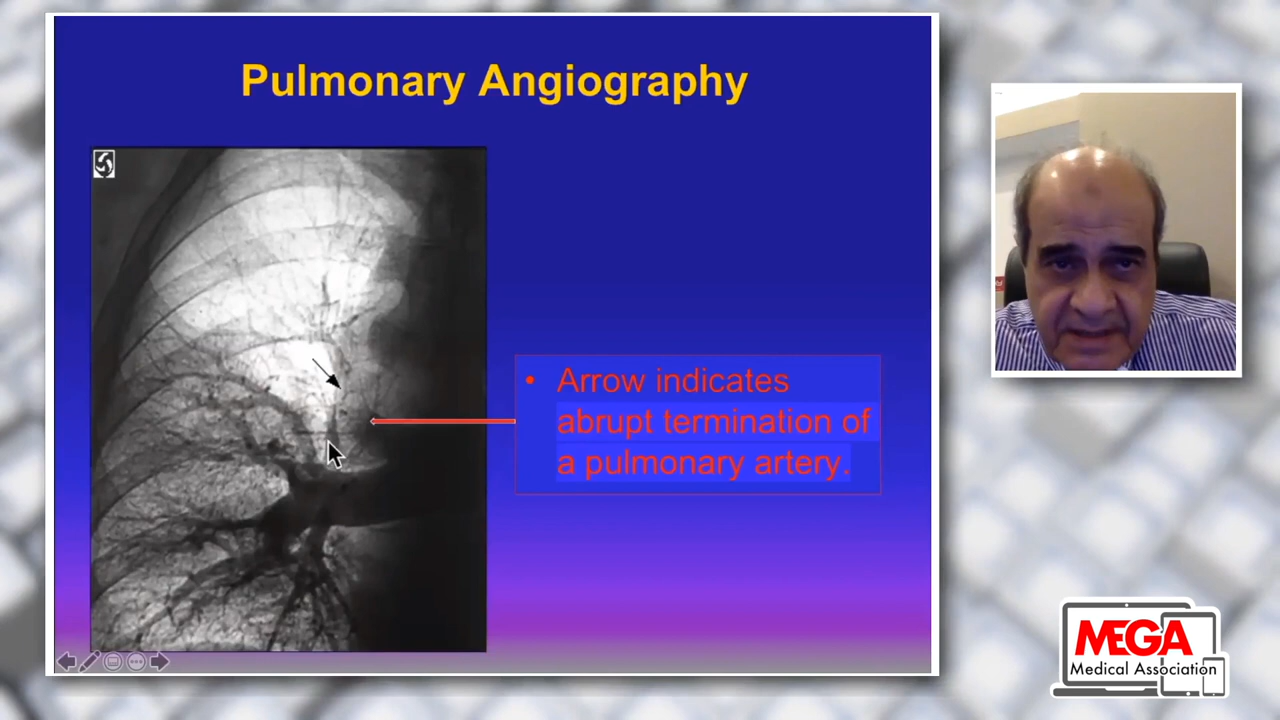 Pulmonary Angiography
• Arrow indicates
abrupt termination of
a pulmonary artery.
MEGA
Medical Association